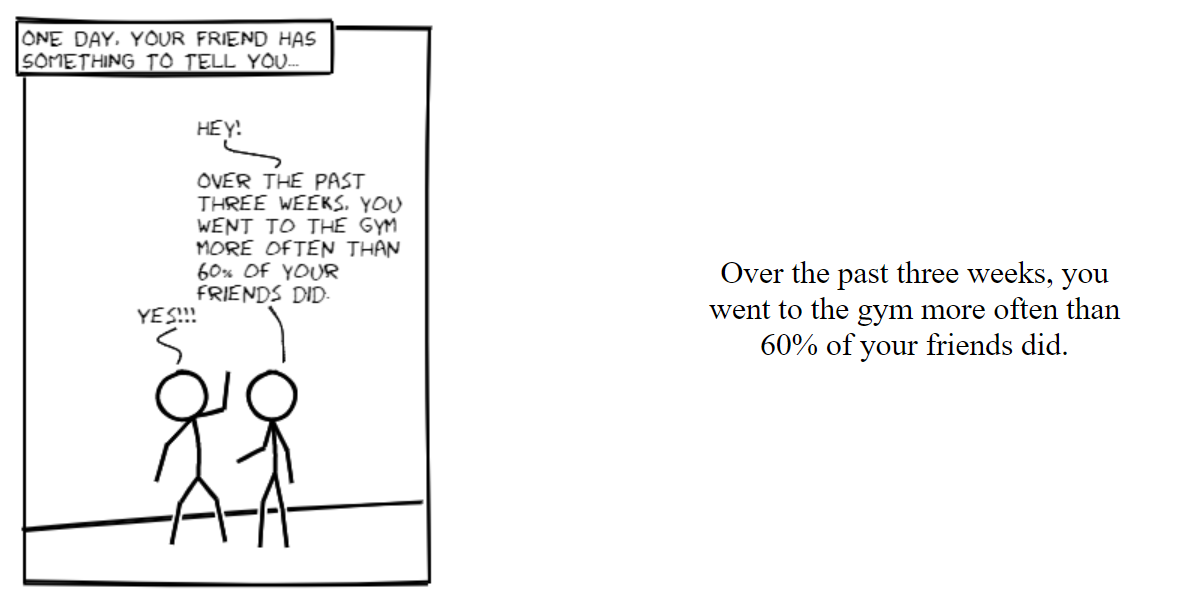 ONE DAY, YOUR FRIEND HAS
SOMETHING TO TELL YOU...
HEY!
OVER THE PAST
THREE WEEKS, YOU
WENT TO THE GYM
MORE OFTEN THAN
60% OF YOUR
FRIENDS DID.
YES!!!
Over the past three weeks, you
went to the gym more often than
60% of your friends did.